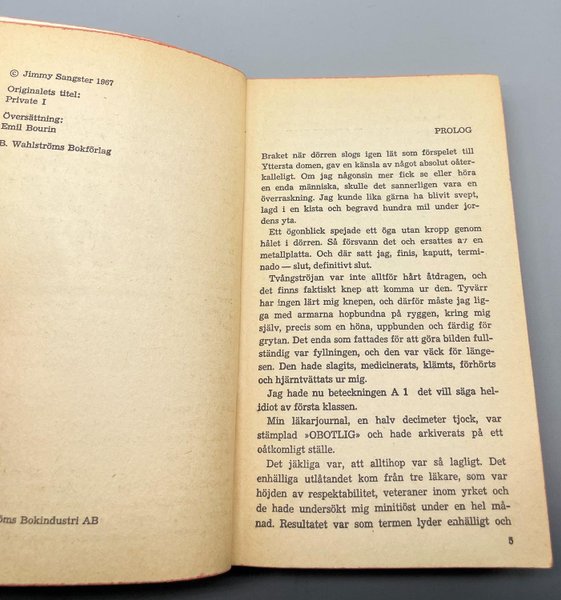 © Jimmy Sangster 1967
Originalets titel:
Private I
Översättning:
Emil Bourin
B. Wahlströms Bokförlag
öms Bokindustri AB
PROLOG
Braket när dörren slogs igen lät som förspelet till
Yttersta domen, gav en känsla av något absolut oåter-
kalleligt. Om jag någonsin mer fick se eller höra
en enda människa, skulle det sannerligen vara en
överraskning. Jag kunde lika gärna ha blivit svept,
lagd i en kista och begravd hundra mil under jor-
dens yta.
Ett ögonblick spejade ett öga utan kropp genom
hålet i dörren. Så försvann det och ersattes av en
metallplatta. Och där satt jag, finis, kaputt, termi-
nado — slut, definitivt slut.
Tvångströjan var inte alltför hårt åtdragen, och
det finns faktiskt knep att komma ur den. Tyvärr
har ingen lärt mig knepen, och därför måste jag lig-
ga med armarna hopbundna på ryggen, kring mig
själv, precis som en höna, uppbunden och färdig för
grytan. Det enda som fattades för att göra bilden full-
ständig var fyllningen, och den var väck för länge-
sen. Den hade slagits, medicinerats, klämts, förhörts
och hjärntvättats ur mig.
Jag hade nu beteckningen A 1 det vill säga hel-
idiot av första klassen.
Min läkarjournal, en halv decimeter tjock, var
stämplad »OBOTLIG» och hade arkiverats på ett
oåtkomligt ställe.
Det jäkliga var, att alltihop var så lagligt. Det
enhälliga utlåtandet kom från tre läkare, som var
höjden av respektabilitet, veteraner inom yrket och
de hade undersökt mig minitiöst under en hel må-
nad. Resultatet var som termen lyder enhälligt och
5